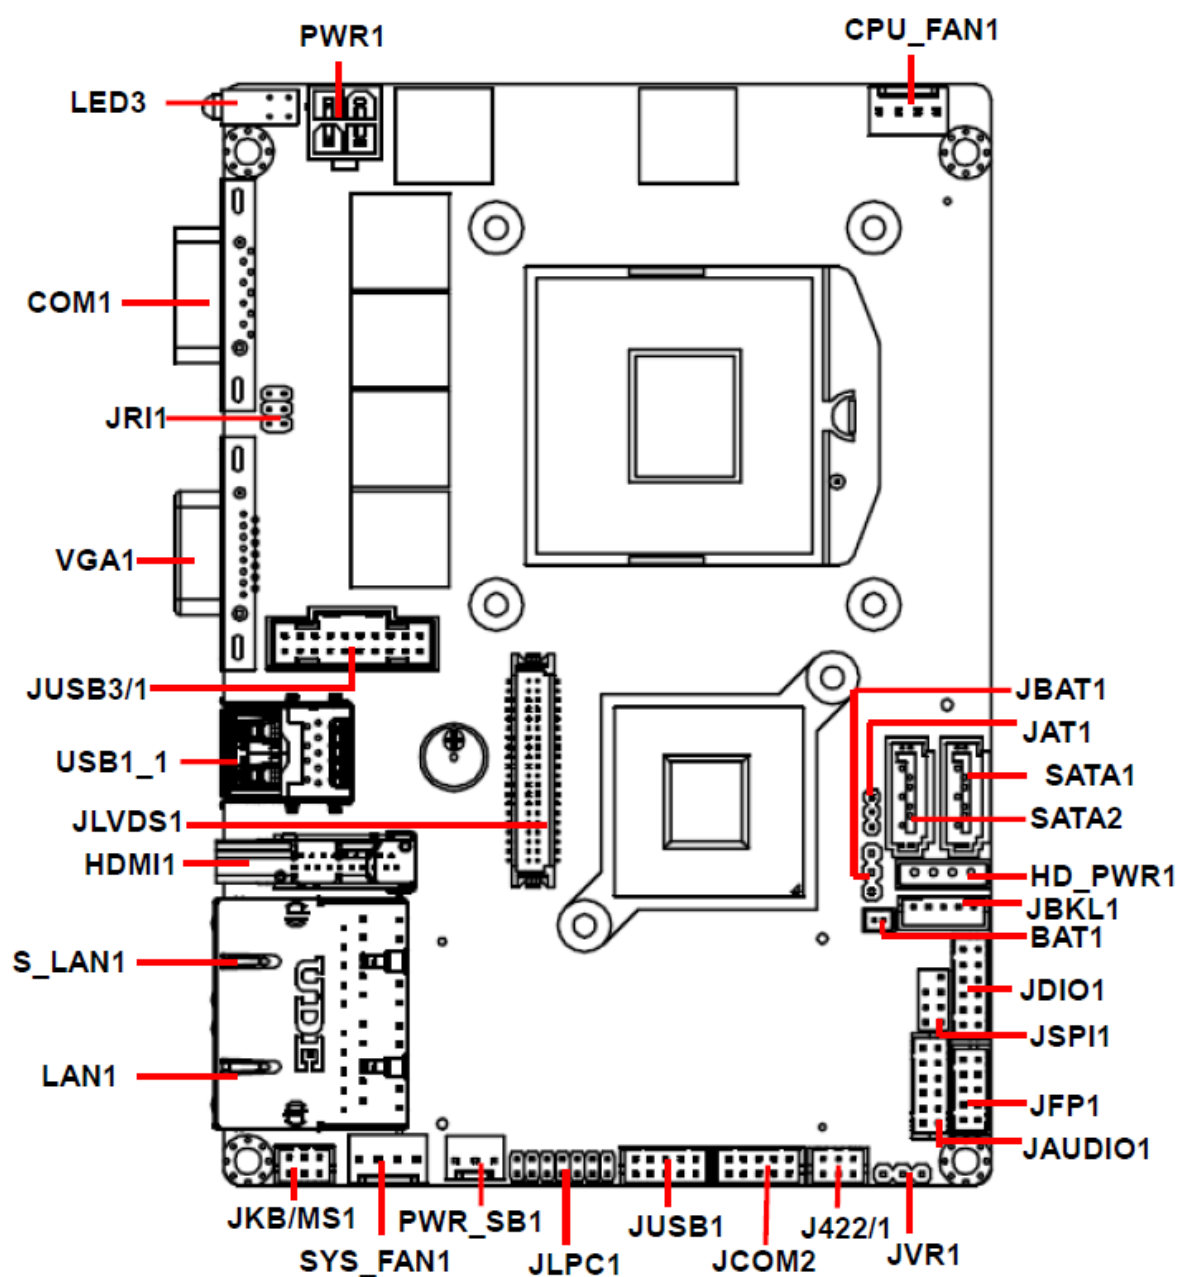 PWR1
CPU_FAN1
LED3
COM1
JRI1
VGA1
JUSB3/1
JBAT1
JAT1
USB1_1
SATA1
JLVDS1
SATA2
HDMI1
HD_PWR1
JBKL1
BAT1
S_LAN1
JDIO1
JSPI1
LAN1
JFP1
JAUDIO1
JKB/MS1
PWR_SB1
JUSB1
J422/1
JVR1
SYS_FAN1
JLPC1
JCOM2